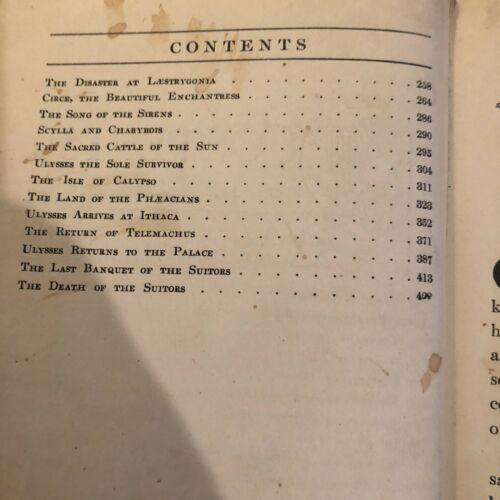 CONTENTS
THE DISASTER AT LÆSTRYGONIA . . . . . . . . . . . 258
CIRCE, THE BEAUTIFUL ENCHANTRESS . . . . . . . . . . 264
THE SONG OF THE SIRENS . . . . . . . . . . . . . 286
SCYLLA AND CHARYBDIS . . . . . . . . . . . . . 290
THE SACRED CATTLE OF THE SUN . . . . . . . . . . . 295
ULYSSES THE SOLE SURVIVOR . . . . . . . . . . . . 304
THE ISLE OF CALYPSO . . . . . . . . . . . . . . 311
THE LAND OF THE PHÆACIANS . . . . . . . . . . . . 323
ULYSSES ARRIVES AT ITHACA . . . . . . . . . . . . 352
THE RETURN OF TELEMACHUS . . . . . . . . . . . . 371
ULYSSES RETURNS TO THE PALACE . . . . . . . . . . . 387
THE LAST BANQUET OF THE SUITORS . . . . . . . . . . 413
THE DEATH OF THE SUITORS . . . . . . . . . . . .
k
h
a
se
o